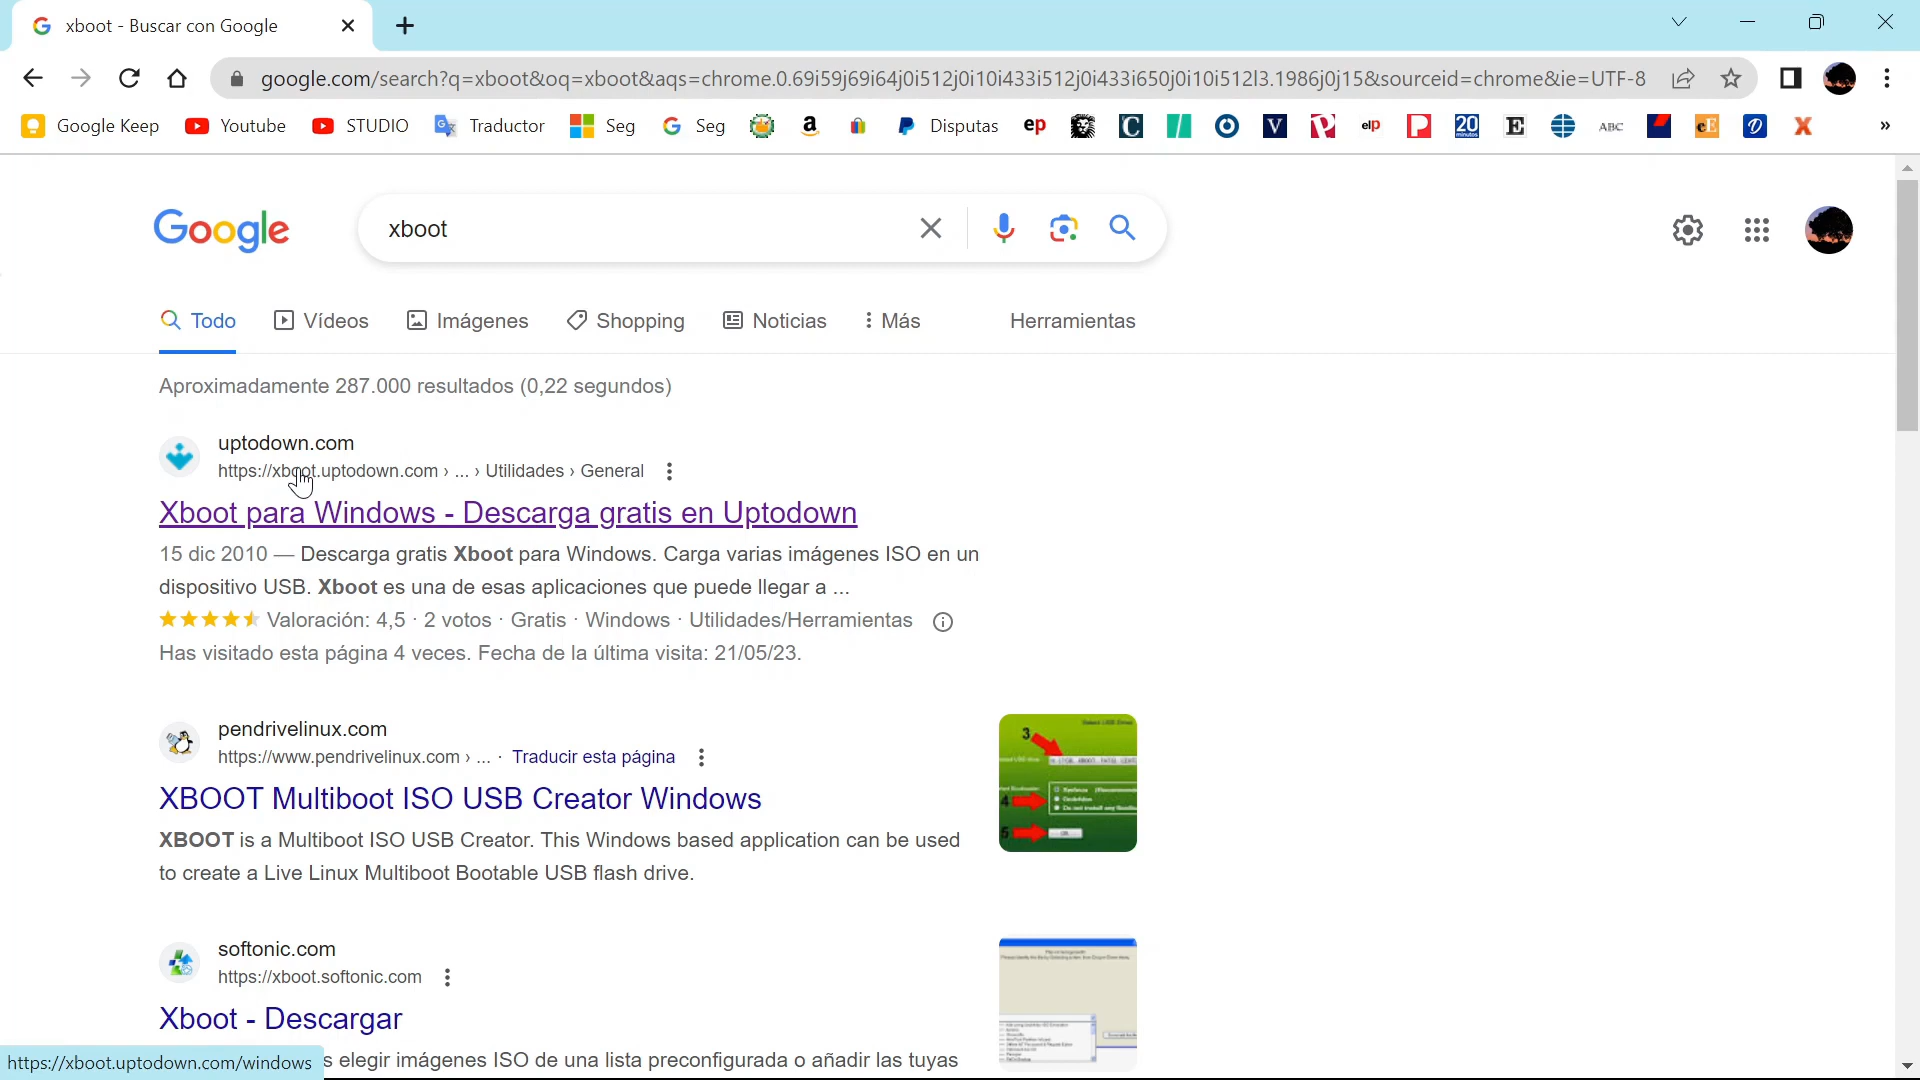 xboot - Buscar con Google
google.com/search?q=xboot&oq=xboot&aqs=chrome.0.69i59j69i64j0i512j0i10i433i512j0i433i650j0i10i512l3.1986j0j15&sourceid=chrome&ie=UTF-8
Google Keep Youtube STUDIO Traductor Seg Seg Disputas ep elp 20 minutos E ABC eE »
Google xboot
Todo Vídeos Imágenes Shopping Noticias Más Herramientas
Aproximadamente 287.000 resultados (0,22 segundos)
uptodown.com
https://xboot.uptodown.com › ... › Utilidades › General
Xboot para Windows - Descarga gratis en Uptodown
15 dic 2010 — Descarga gratis Xboot para Windows. Carga varias imágenes ISO en un
dispositivo USB. Xboot es una de esas aplicaciones que puede llegar a ...
Valoración: 4,5 · 2 votos · Gratis · Windows · Utilidades/Herramientas
Has visitado esta página 4 veces. Fecha de la última visita: 21/05/23.
pendrivelinux.com
https://www.pendrivelinux.com › ... · Traducir esta página
XBOOT Multiboot ISO USB Creator Windows
XBOOT is a Multiboot ISO USB Creator. This Windows based application can be used
to create a Live Linux Multiboot Bootable USB flash drive.
3
4
5
softonic.com
https://xboot.softonic.com
Xboot - Descargar
s elegir imágenes ISO de una lista preconfigurada o añadir las tuyas
https://xboot.uptodown.com/windows